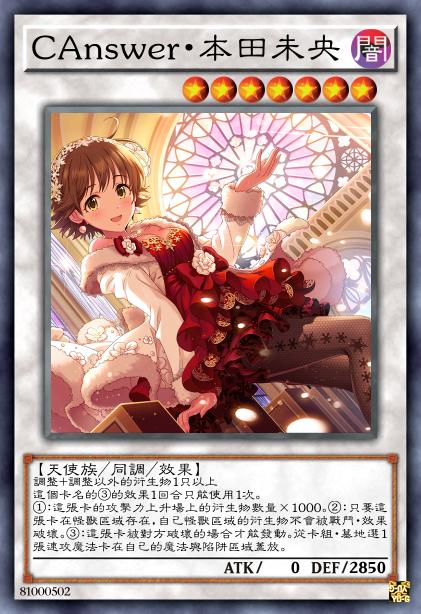 CAnswer・本田未央 闇
【天使族／同調／效果】
調整＋調整以外的衍生物1只以上
這個卡名的③的效果1回合只能使用1次。
①：這張卡的攻擊力上升場上的衍生物數量×1000。②：只要這
張卡在怪獸區域存在，自己怪獸區域的衍生物不會被戰鬥・效果
破壞。③：這張卡被對方破壞的場合才能發動。從卡組・墓地選1
張速攻魔法卡在自己的魔法與陷阱區域蓋放。
ATK/ 0 DEF/2850
81000502